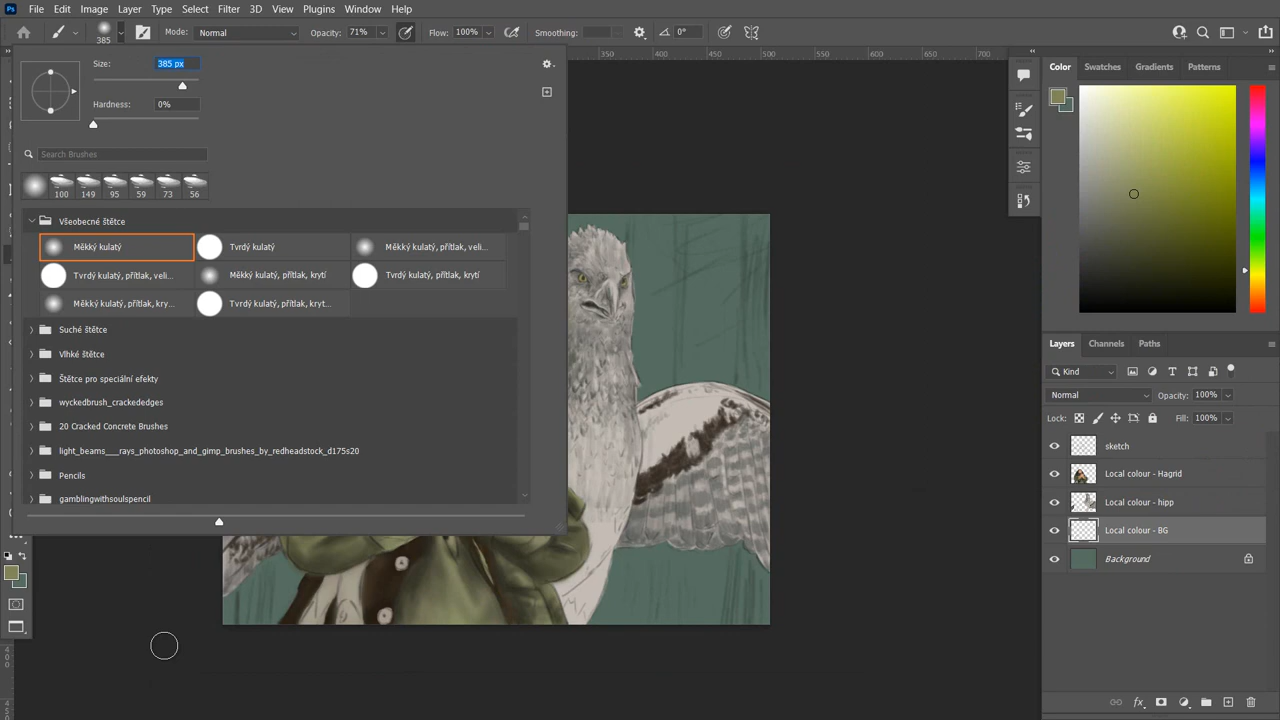 Ps File Edit Image Layer Type Select Filter 3D View Plugins Window Help
385 Mode: Normal Opacity: 71% Flow: 100% Smoothing: 0°
350 400 450 500 550 600 650 700
Size: 385 px
Hardness: 0%
Search Brushes
100 149 95 59 73 56
Všeobecné štětce
Měkký kulatý Tvrdý kulatý Měkký kulatý, přítlak, veli...
Tvrdý kulatý, přítlak, veli... Měkký kulatý, přítlak, krytí Tvrdý kulatý, přítlak, krytí
Měkký kulatý, přítlak, kry... Tvrdý kulatý, přítlak, kryt...
Suché štětce
Vlhké štětce
Štětce pro speciální efekty
wyckedbrush_crackededges
20 Cracked Concrete Brushes
light_beams___rays_photoshop_and_gimp_brushes_by_redheadstock_d175s20
Pencils
gamblingwithsoulspencil
Color Swatches Gradients Patterns
Layers Channels Paths
Kind
Normal Opacity: 100%
Lock: Fill: 100%
sketch
Local colour - Hagrid
Local colour - hipp
Local colour - BG
Background
fx